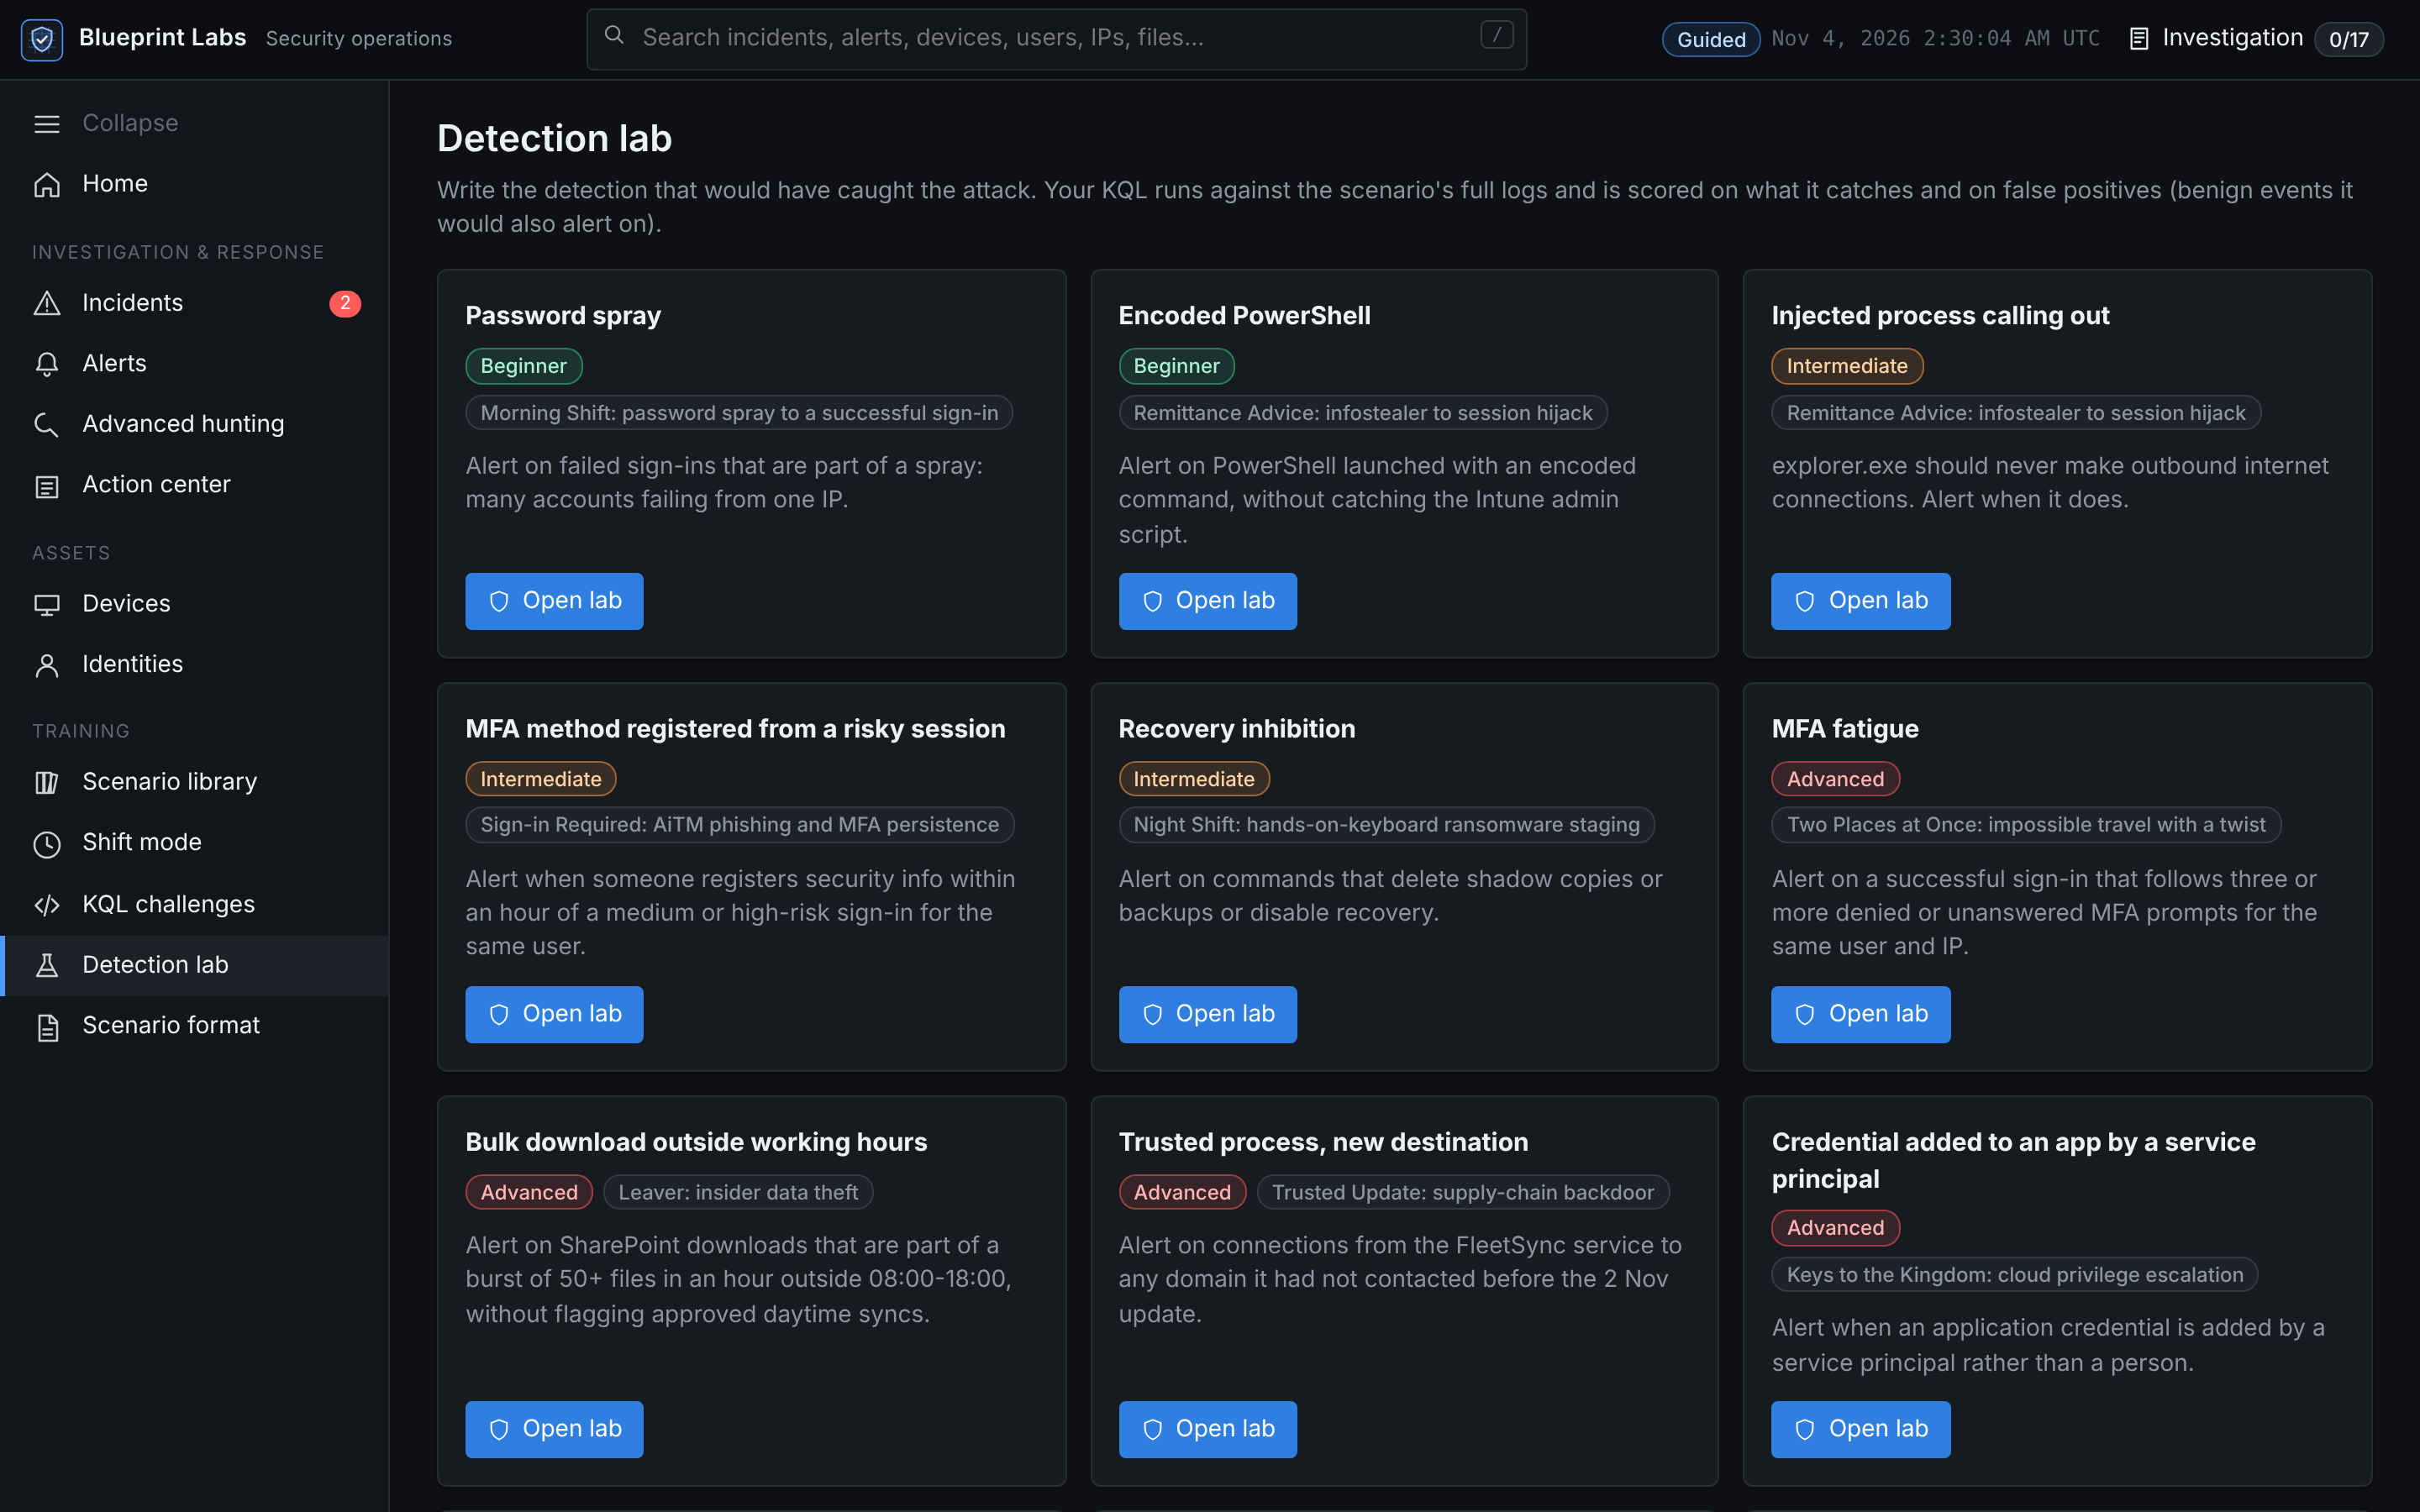 Blueprint Labs Security operations
Search incidents, alerts, devices, users, IPs, files... /
Guided Nov 4, 2026 2:30:04 AM UTC Investigation 0/17
Collapse
Home
INVESTIGATION & RESPONSE
Incidents 2
Alerts
Advanced hunting
Action center
ASSETS
Devices
Identities
TRAINING
Scenario library
Shift mode
KQL challenges
Detection lab
Scenario format
Detection lab
Write the detection that would have caught the attack. Your KQL runs against the scenario's full logs and is scored on what it catches and on false positives (benign events it
would also alert on).
Password spray
Beginner
Morning Shift: password spray to a successful sign-in
Alert on failed sign-ins that are part of a spray:
many accounts failing from one IP.
Open lab
Encoded PowerShell
Beginner
Remittance Advice: infostealer to session hijack
Alert on PowerShell launched with an encoded
command, without catching the Intune admin
script.
Open lab
Injected process calling out
Intermediate
Remittance Advice: infostealer to session hijack
explorer.exe should never make outbound internet
connections. Alert when it does.
Open lab
MFA method registered from a risky session
Intermediate
Sign-in Required: AiTM phishing and MFA persistence
Alert when someone registers security info within
an hour of a medium or high-risk sign-in for the
same user.
Open lab
Recovery inhibition
Intermediate
Night Shift: hands-on-keyboard ransomware staging
Alert on commands that delete shadow copies or
backups or disable recovery.
Open lab
MFA fatigue
Advanced
Two Places at Once: impossible travel with a twist
Alert on a successful sign-in that follows three or
more denied or unanswered MFA prompts for the
same user and IP.
Open lab
Bulk download outside working hours
Advanced Leaver: insider data theft
Alert on SharePoint downloads that are part of a
burst of 50+ files in an hour outside 08:00-18:00,
without flagging approved daytime syncs.
Open lab
Trusted process, new destination
Advanced Trusted Update: supply-chain backdoor
Alert on connections from the FleetSync service to
any domain it had not contacted before the 2 Nov
update.
Open lab
Credential added to an app by a service
principal
Advanced
Keys to the Kingdom: cloud privilege escalation
Alert when an application credential is added by a
service principal rather than a person.
Open lab